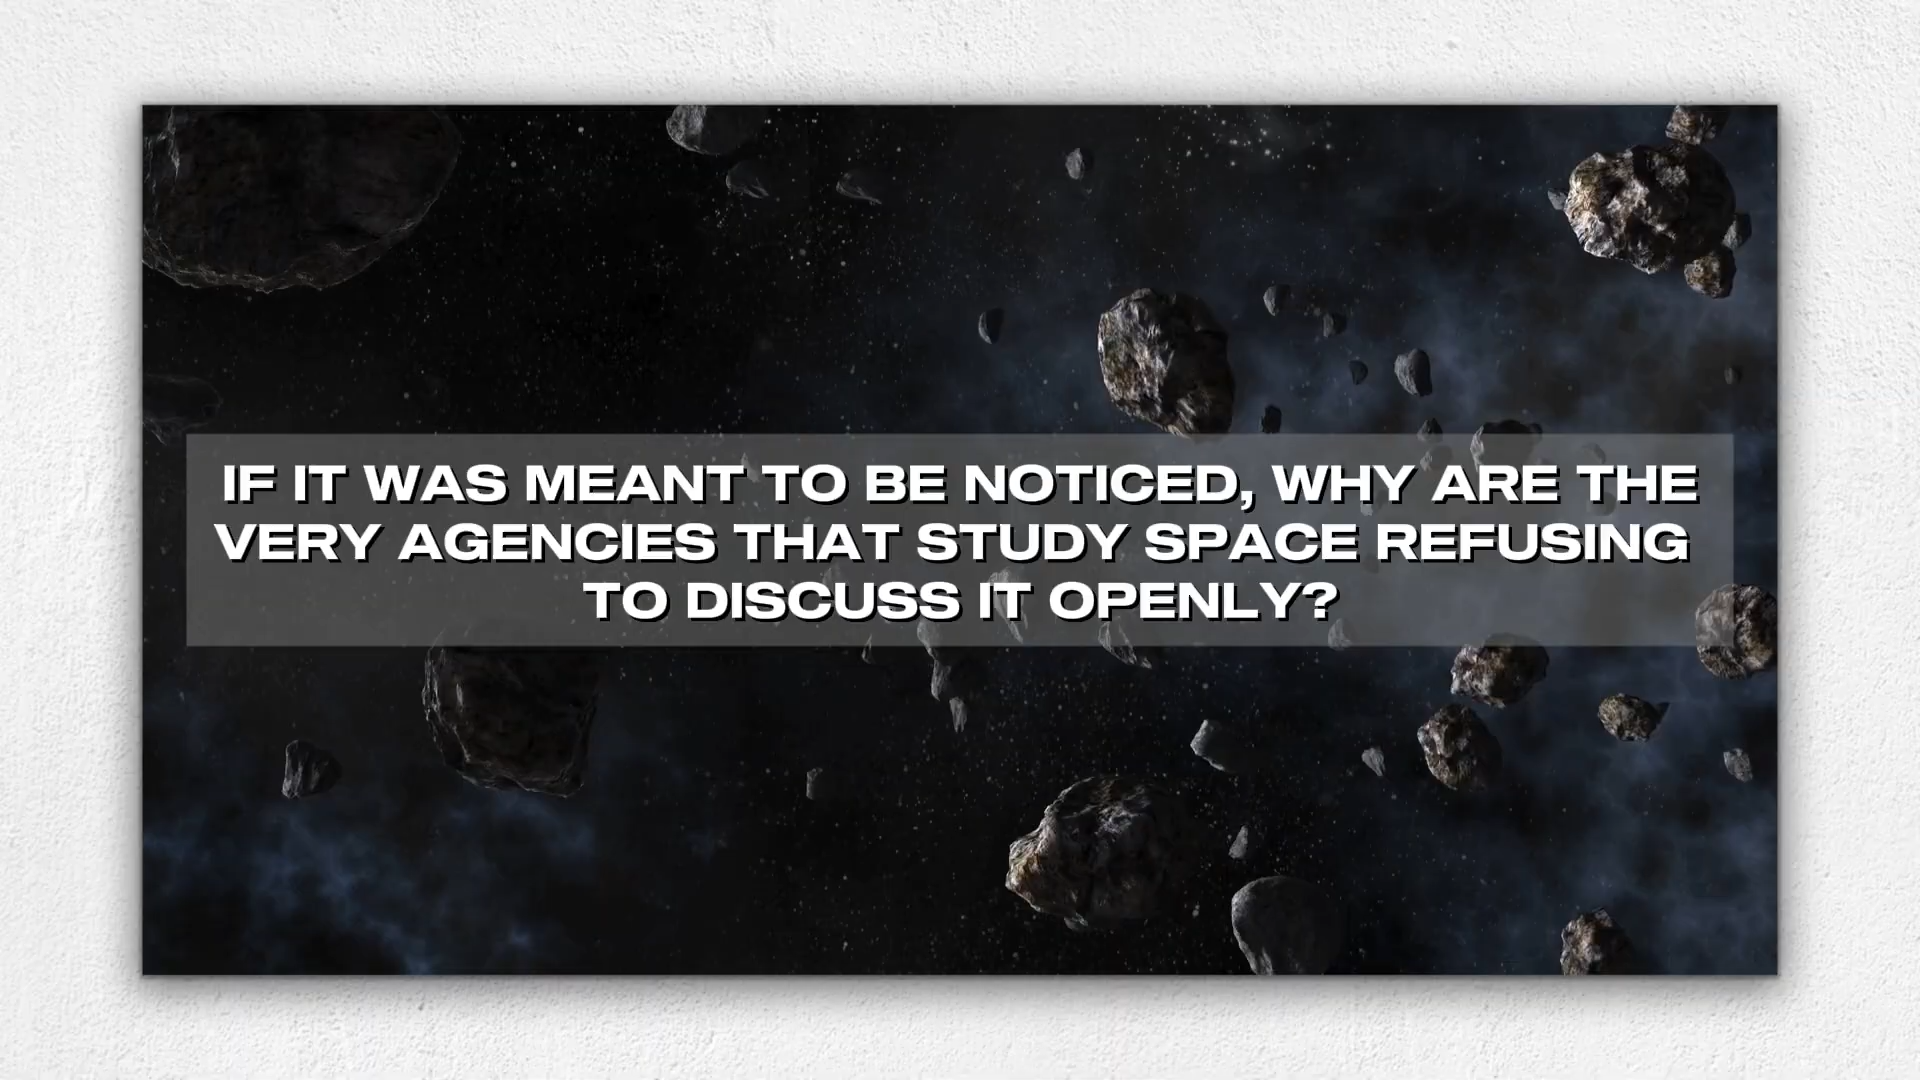 IF IT WAS MEANT TO BE NOTICED, WHY ARE THE
VERY AGENCIES THAT STUDY SPACE REFUSING
TO DISCUSS IT OPENLY?